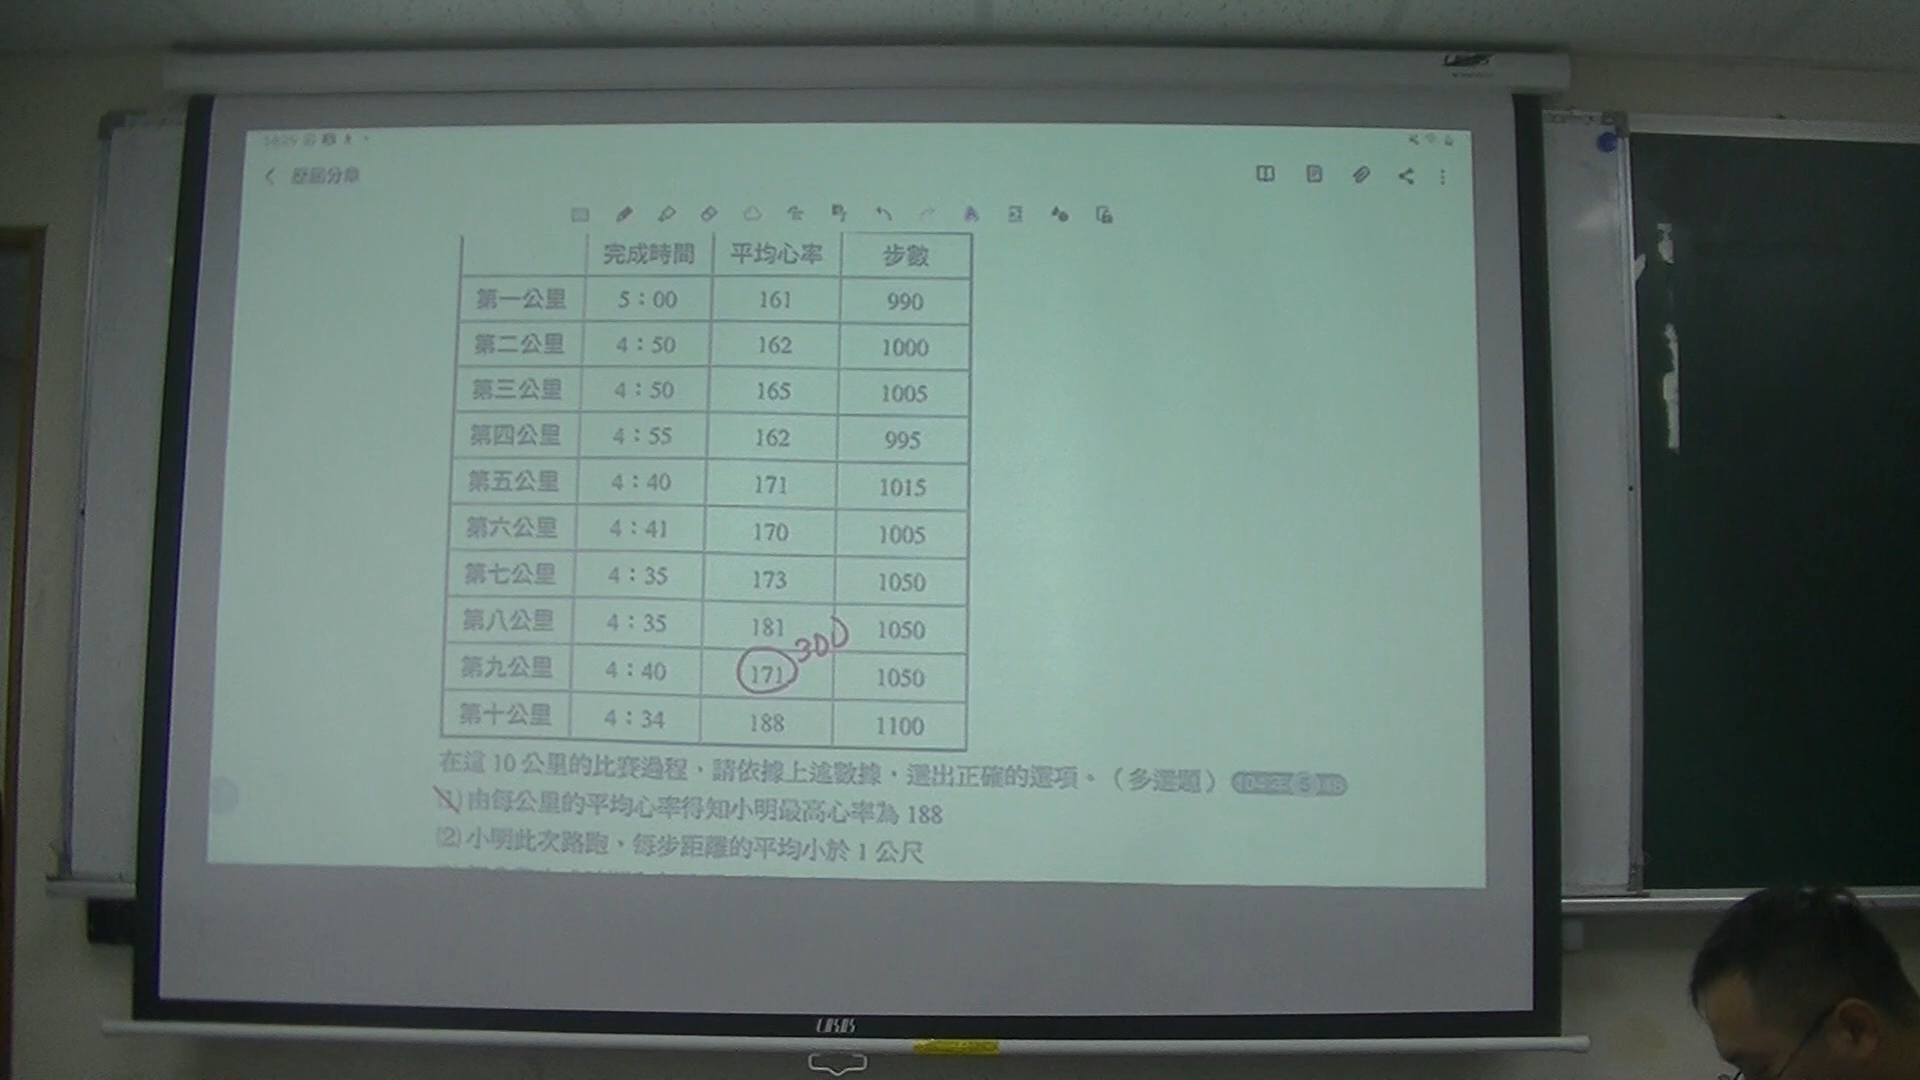 歷屆分章
完成時間 平均心率 步數
第一公里 5：00 161 990
第二公里 4：50 162 1000
第三公里 4：50 165 1005
第四公里 4：55 162 995
第五公里 4：40 171 1015
第六公里 4：41 170 1005
第七公里 4：35 173 1050
第八公里 4：35 181 1050
300
第九公里 4：40 171 1050
第十公里 4：34 188 1100
在這 10 公里的比賽過程，請依據上述數據，選出正確的選項。（多選題）
(1) 由每公里的平均心率得知小明最高心率為 188
(2) 小明此次路跑，每步距離的平均小於 1 公尺